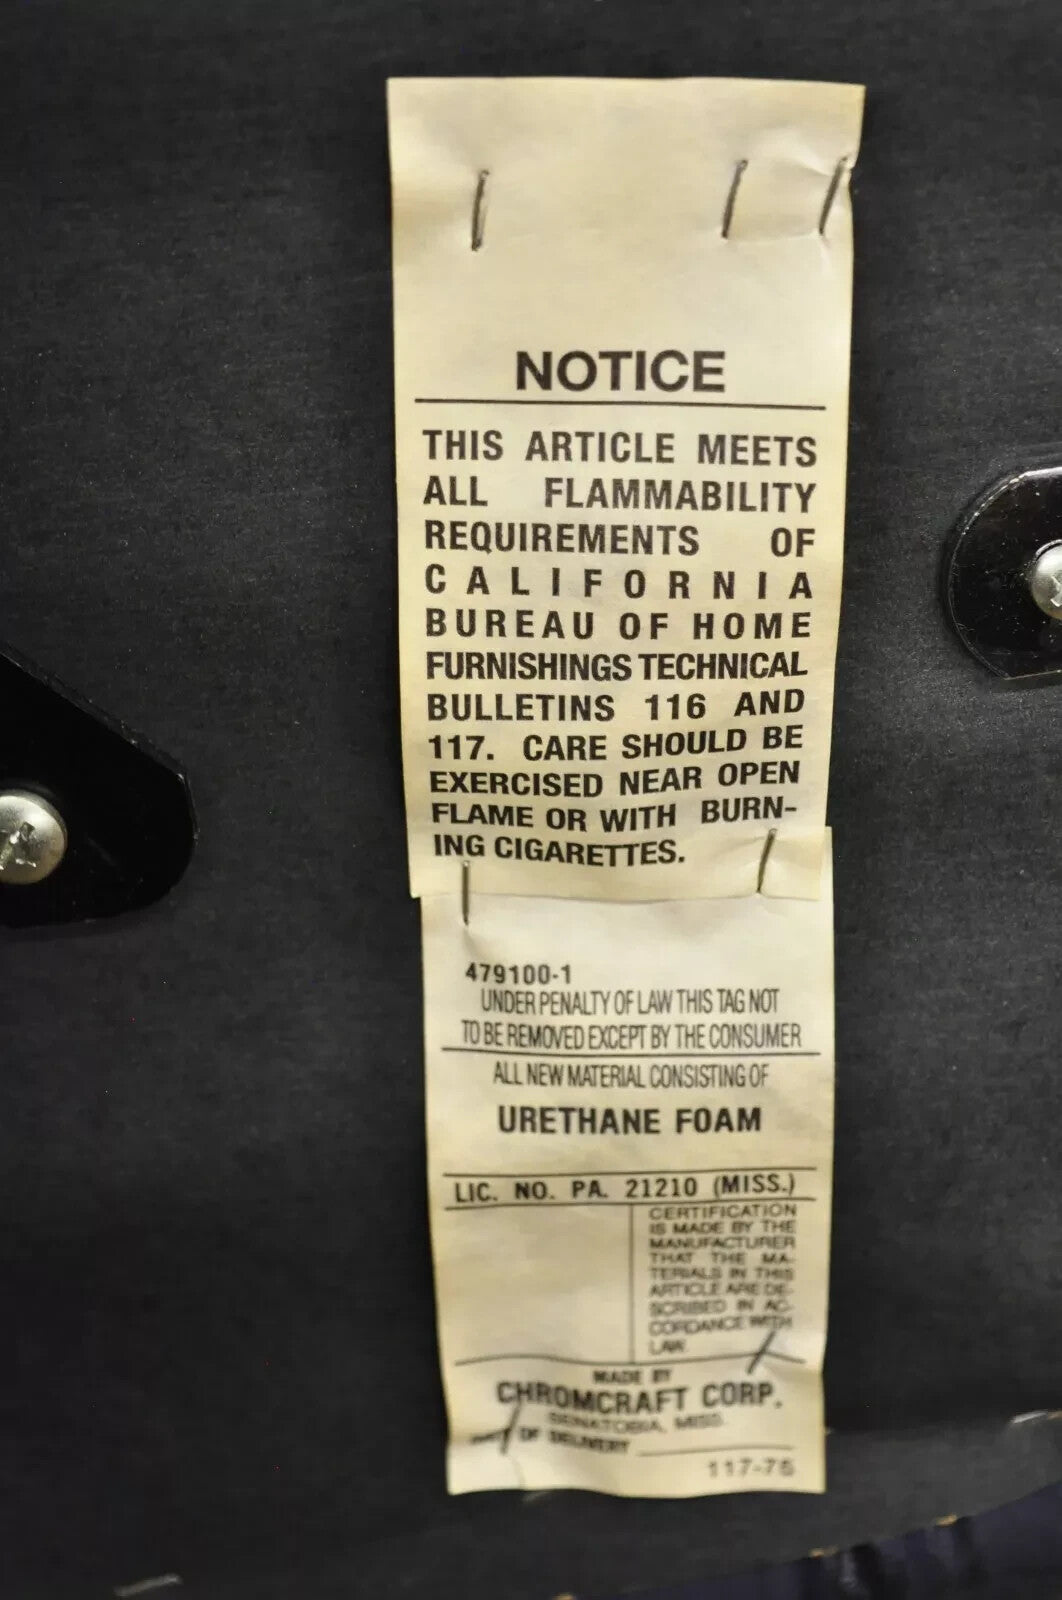 NOTICE
THIS ARTICLE MEETS
ALL FLAMMABILITY
REQUIREMENTS OF
CALIFORNIA
BUREAU OF HOME
FURNISHINGS TECHNICAL
BULLETINS 116 AND
117. CARE SHOULD BE
EXERCISED NEAR OPEN
FLAME OR WITH BURN-
ING CIGARETTES.
479100-1
UNDER PENALTY OF LAW THIS TAG NOT
TO BE REMOVED EXCEPT BY THE CONSUMER
ALL NEW MATERIAL CONSISTING OF
URETHANE FOAM
LIC. NO. PA. 21210 (MISS.)
CERTIFICATION
IS MADE BY THE
MANUFACTURER
THAT THE MA-
TERIALS IN THIS
ARTICLE ARE DE-
SCRIBED IN AC-
CORDANCE WITH
LAW.
MADE BY
CHROMCRAFT CORP.
SENATOBIA, MISS.
OF DELIVERY